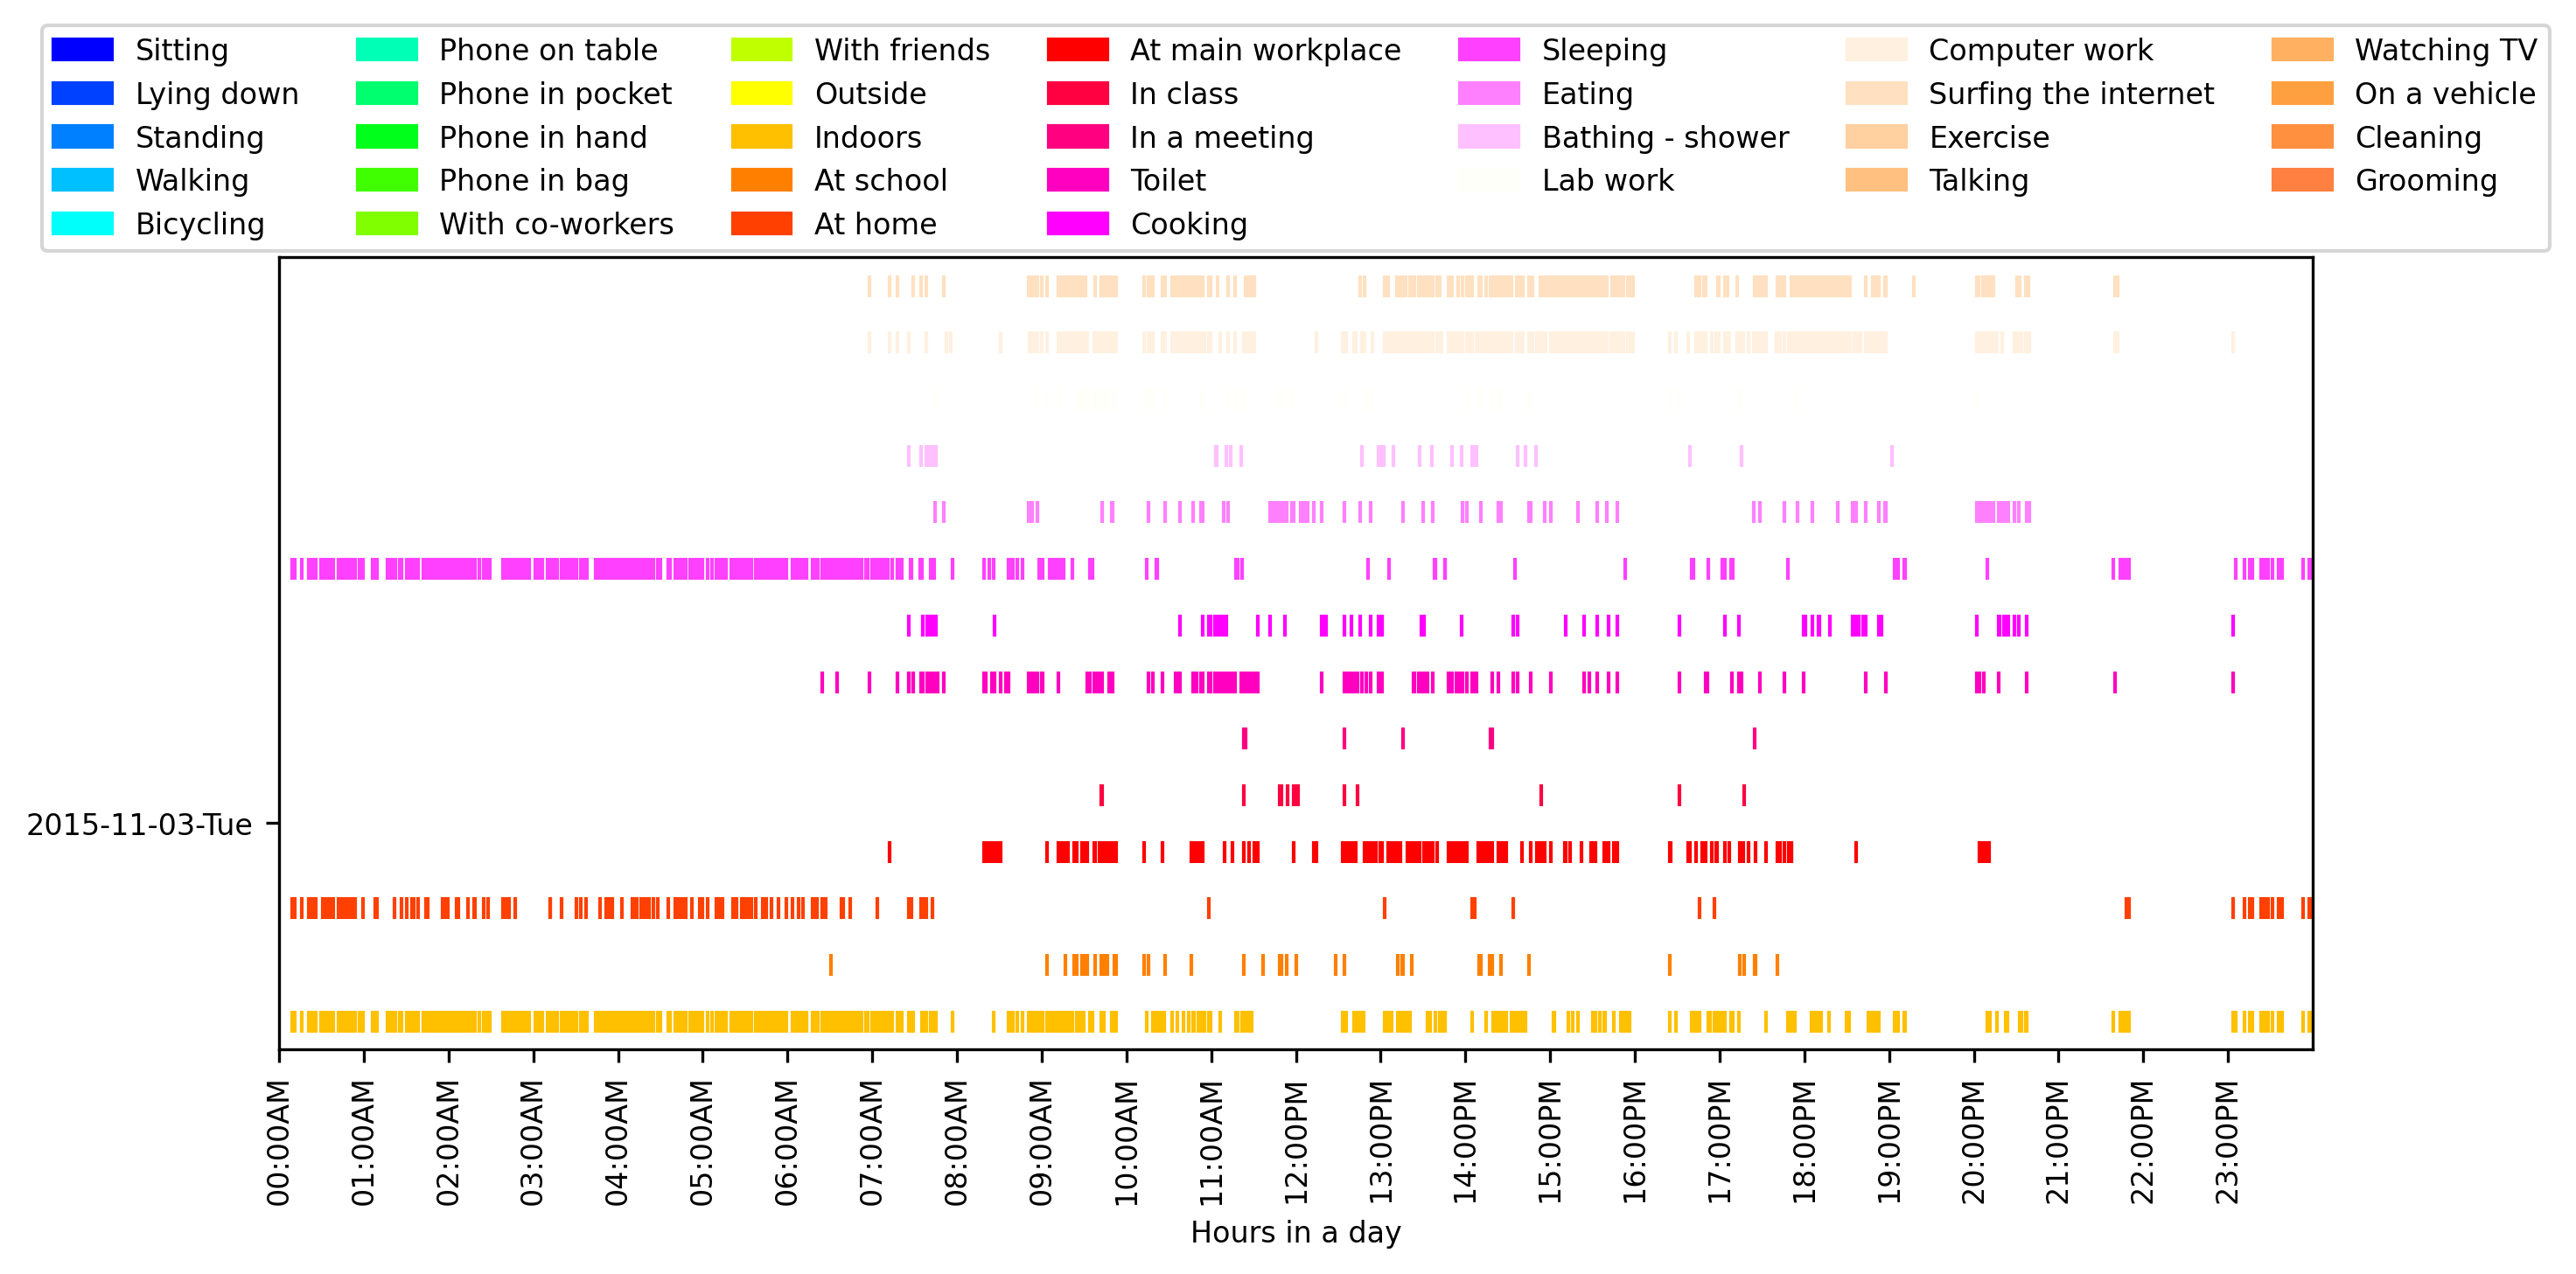 Sitting
Lying down
Standing
Walking
Bicycling
Phone on table
Phone in pocket
Phone in hand
Phone in bag
With co-workers
With friends
Outside
Indoors
At school
At home
At main workplace
In class
In a meeting
Toilet
Cooking
Sleeping
Eating
Bathing - shower
Lab work
Computer work
Surfing the internet
Exercise
Talking
Watching TV
On a vehicle
Cleaning
Grooming
2015-11-03-Tue
00:00AM
01:00AM
02:00AM
03:00AM
04:00AM
05:00AM
06:00AM
07:00AM
08:00AM
09:00AM
10:00AM
11:00AM
12:00PM
13:00PM
14:00PM
15:00PM
16:00PM
17:00PM
18:00PM
19:00PM
20:00PM
21:00PM
22:00PM
23:00PM
Hours in a day